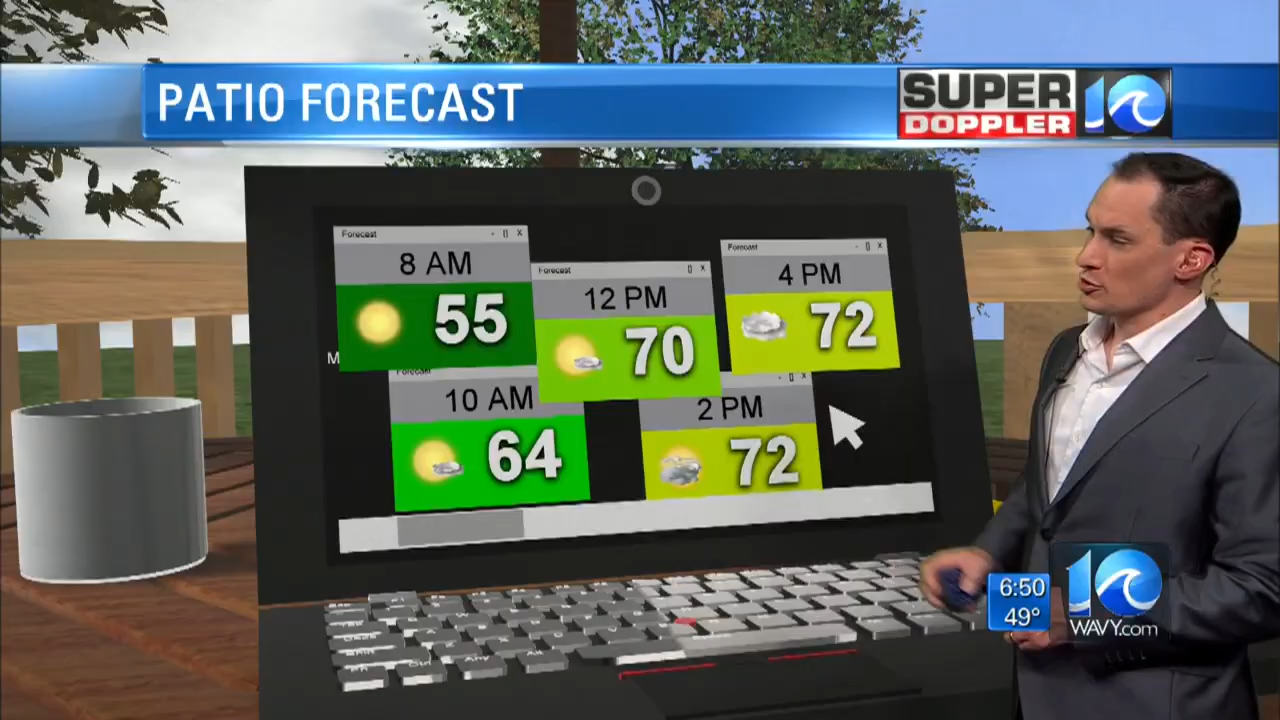 PATIO FORECAST
SUPER
DOPPLER
10
Forecast
8 AM
55
Forecast
12 PM
70
Forecast
4 PM
72
M
Forecast
10 AM
64
2 PM
72
6:50
49°
10
WAVY.com